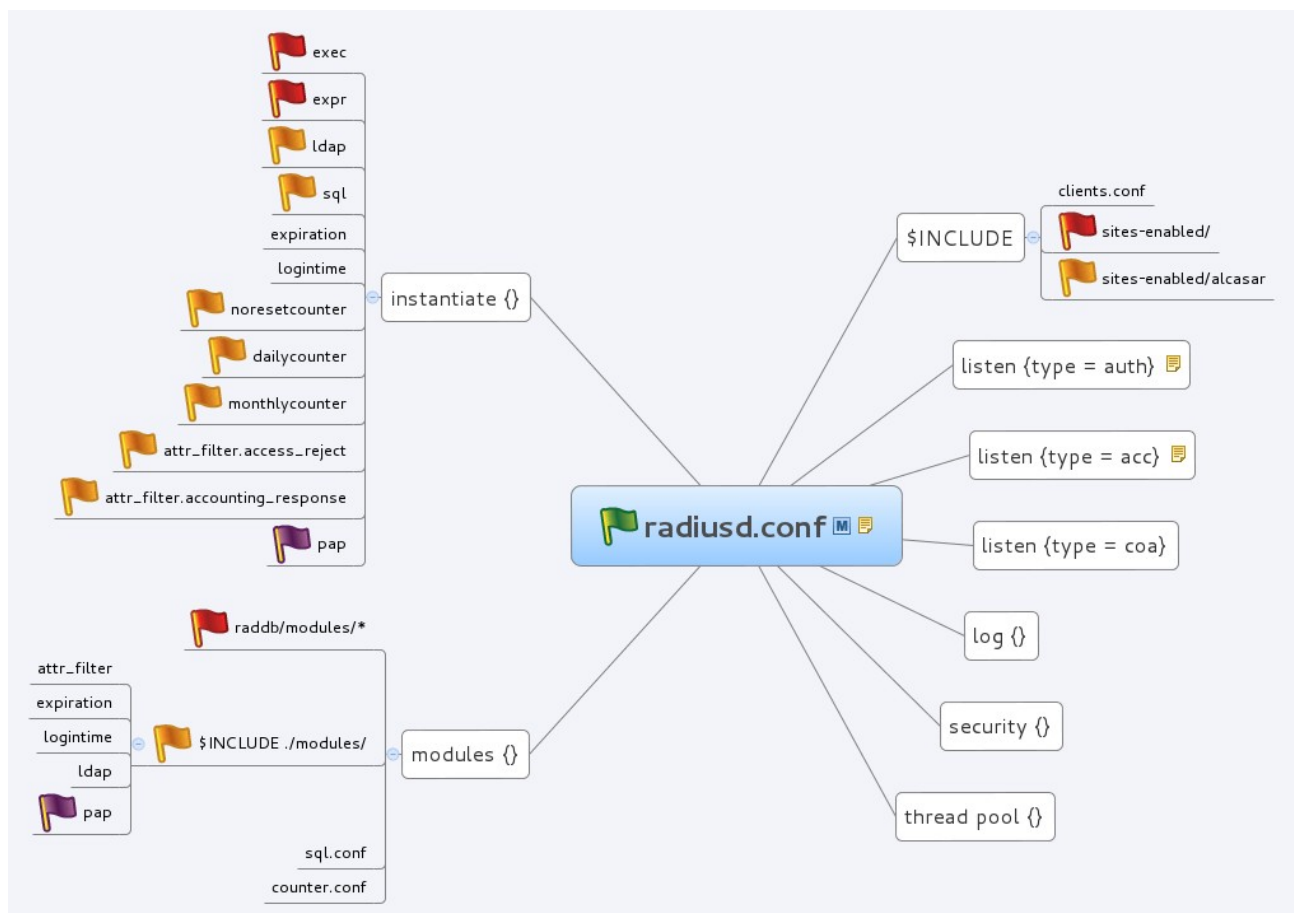 radiusd.conf
M
instantiate {}
exec
expr
ldap
sql
expiration
logintime
noresetcounter
dailycounter
monthlycounter
attr_filter.access_reject
attr_filter.accounting_response
pap
modules {}
raddb/modules/*
$INCLUDE ./modules/
attr_filter
expiration
logintime
ldap
pap
sql.conf
counter.conf
$INCLUDE
clients.conf
sites-enabled/
sites-enabled/alcasar
listen {type = auth}
listen {type = acc}
listen {type = coa}
log {}
security {}
thread pool {}